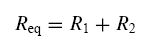 R_eq = R_1 + R_2